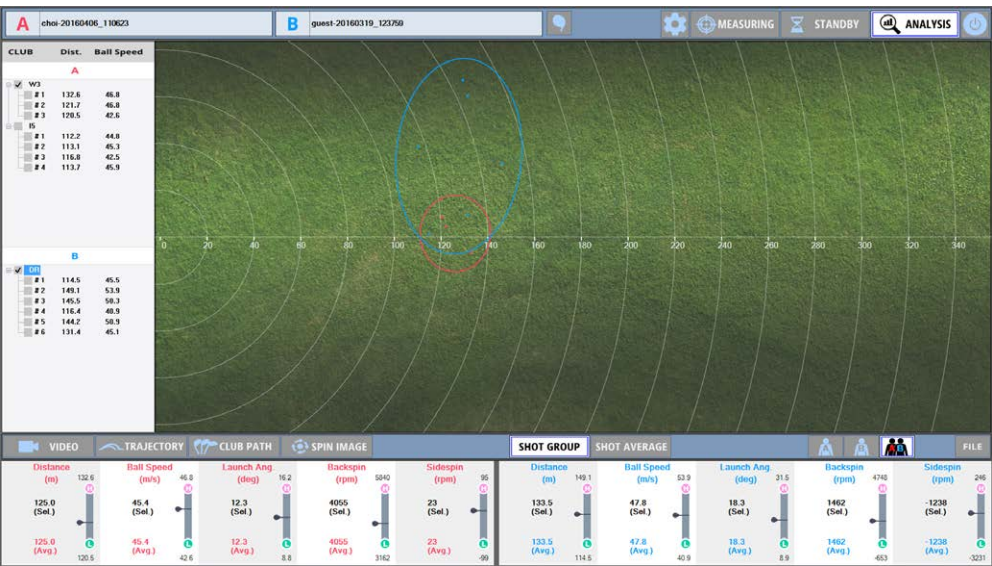 A choi-20160406_110623 B guest-20160319_123759 MEASURING STANDBY ANALYSIS
CLUB Dist. Ball Speed
A
W3
# 1 132.6 46.8
# 2 121.7 46.8
# 3 120.5 42.6
I5
# 1 112.2 44.8
# 2 113.1 45.3
# 3 116.8 42.5
# 4 113.7 45.9
0 20 40 60 80 100 120 140 160 180 200 220 240 260 280 300 320 340
B
DR
# 1 114.5 45.5
# 2 149.1 53.9
# 3 145.5 50.3
# 4 116.4 40.9
# 5 144.2 50.9
# 6 131.4 45.1
VIDEO TRAJECTORY CLUB PATH SPIN IMAGE SHOT GROUP SHOT AVERAGE A B FILE
Distance Ball Speed Launch Ang. Backspin Sidespin Distance Ball Speed Launch Ang. Backspin Sidespin
(m) 132.6 (m/s) 46.8 (deg) 16.2 (rpm) 5040 (rpm) 95 (m) 149.1 (m/s) 53.9 (deg) 31.5 (rpm) 4748 (rpm) 246
H H H H H H H H H H
125.0 45.4 12.3 4055 23 133.5 47.8 18.3 1462 -1238
(Sel.) (Sel.) (Sel.) (Sel.) (Sel.) (Sel.) (Sel.) (Sel.) (Sel.) (Sel.)
125.0 45.4 12.3 4055 23 133.5 47.8 18.3 1462 -1238
L L L L L L L L L L
(Avg.) (Avg.) (Avg.) (Avg.) (Avg.) (Avg.) (Avg.) (Avg.) (Avg.) (Avg.)
120.5 42.6 8.8 3162 -99 114.5 40.9 8.9 -653 -3231